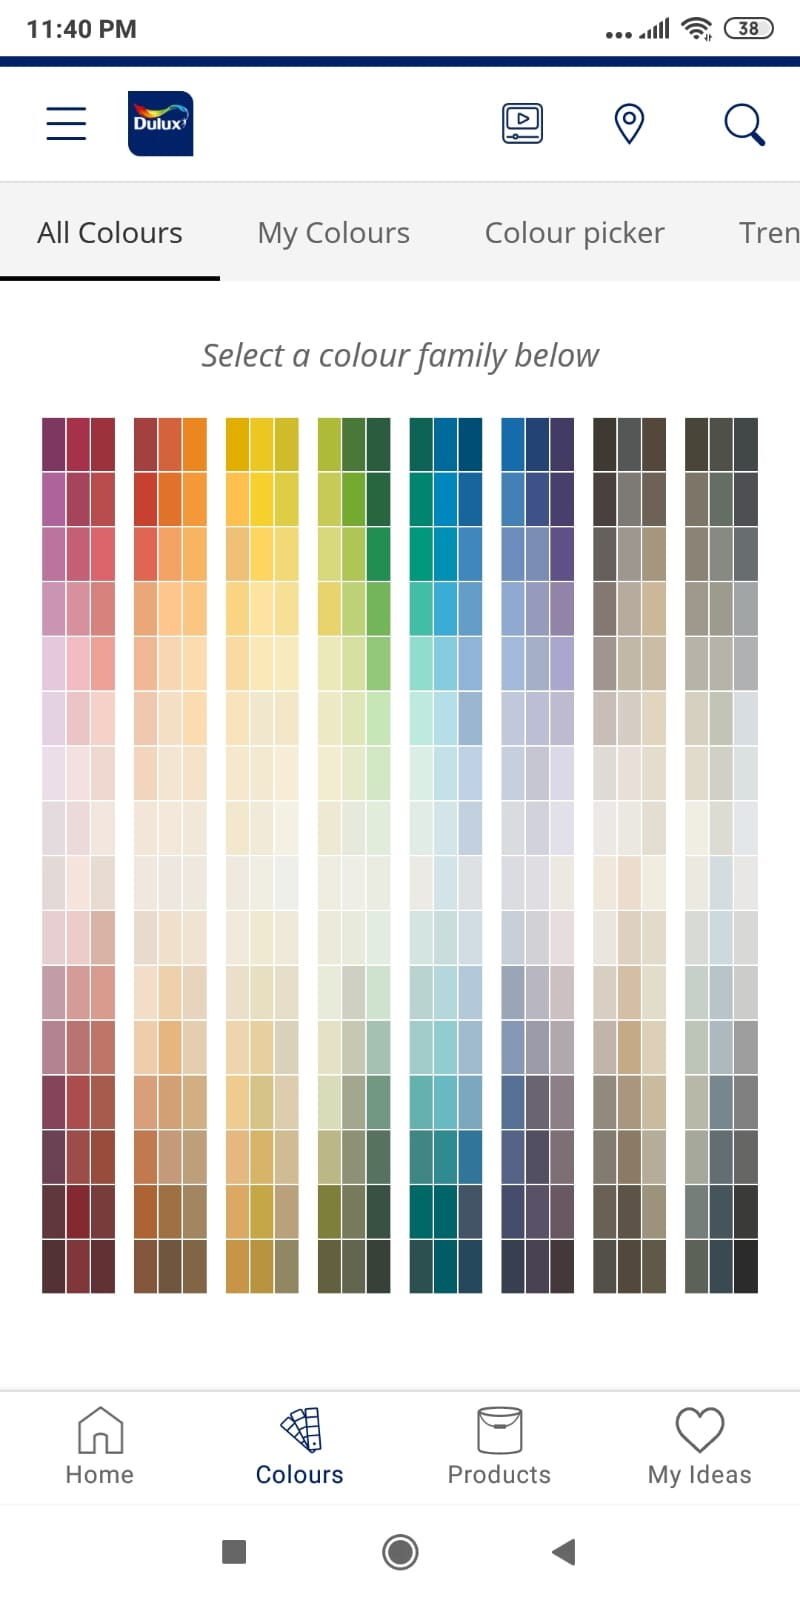 11:40 PM
38
Dulux
All Colours
My Colours
Colour picker
Tren
Select a colour family below
Home
Colours
Products
My Ideas